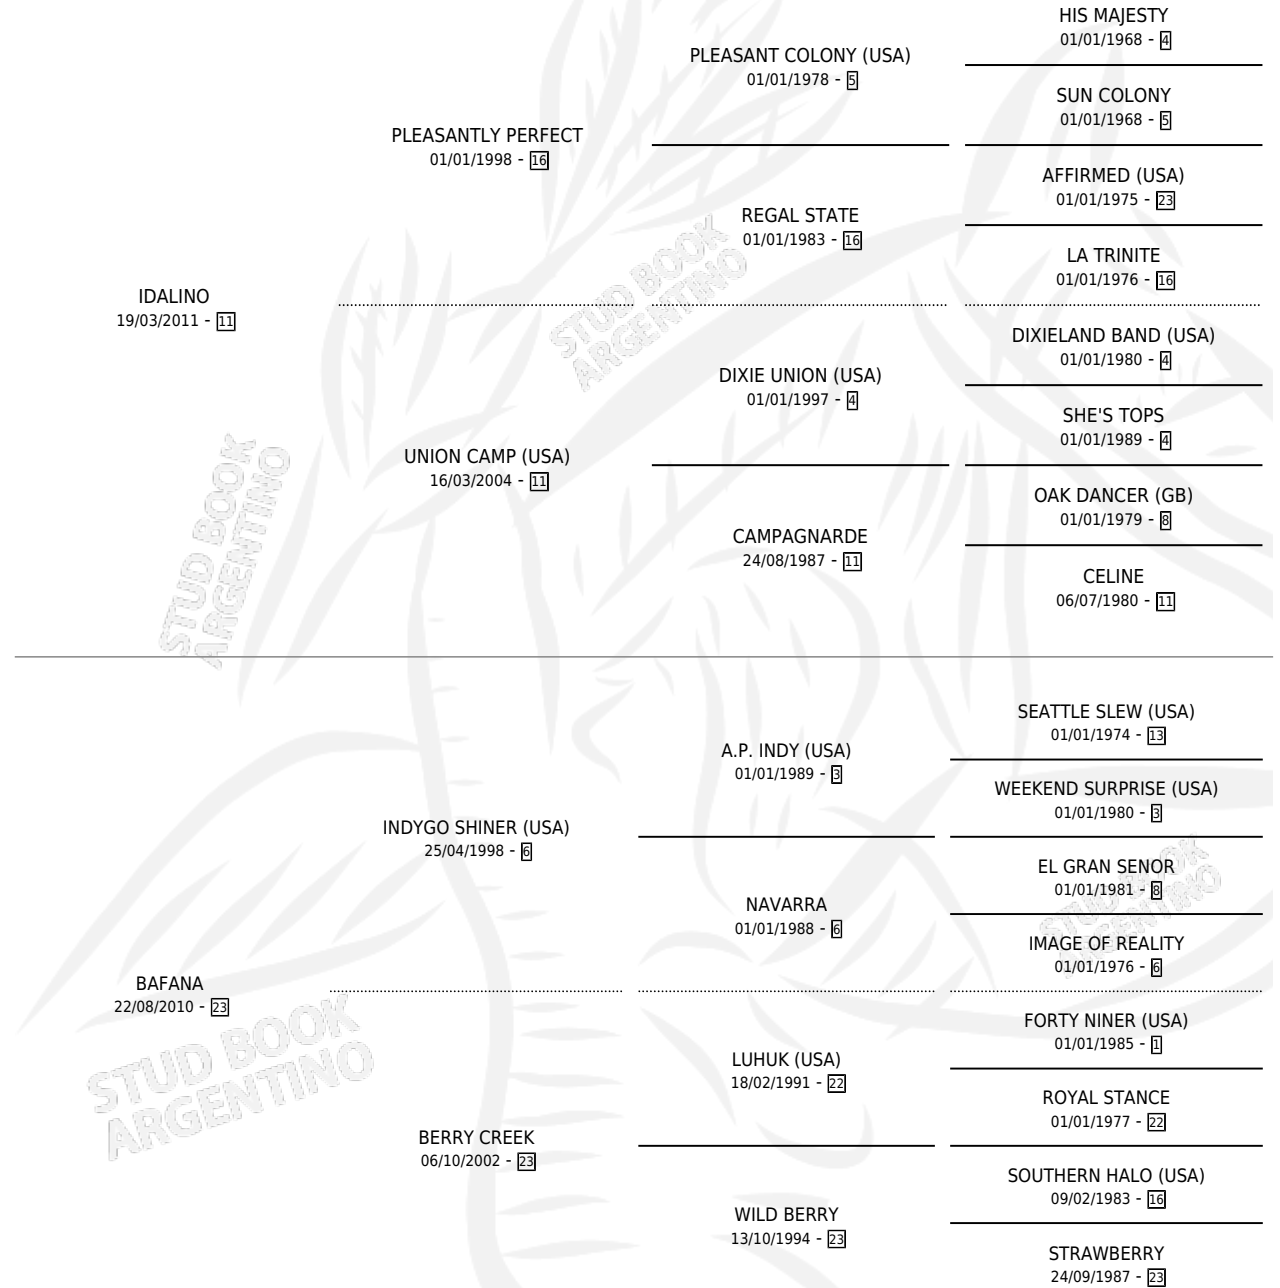 HIS MAJESTY
01/01/1968 - 4
PLEASANT COLONY (USA)
01/01/1978 - 5
SUN COLONY
01/01/1968 - 5
PLEASANTLY PERFECT
01/01/1998 - 16
AFFIRMED (USA)
01/01/1975 - 23
REGAL STATE
01/01/1983 - 16
LA TRINITE
01/01/1976 - 16
IDALINO
19/03/2011 - 11
STUD BOOK
ARGENTINO
DIXIELAND BAND (USA)
01/01/1980 - 4
DIXIE UNION (USA)
01/01/1997 - 4
SHE'S TOPS
01/01/1989 - 4
UNION CAMP (USA)
16/03/2004 - 11
OAK DANCER (GB)
01/01/1979 - 8
CAMPAGNARDE
24/08/1987 - 11
CELINE
06/07/1980 - 11
STUD BOOK
ARGENTINO
SEATTLE SLEW (USA)
01/01/1974 - 13
A.P. INDY (USA)
01/01/1989 - 3
WEEKEND SURPRISE (USA)
01/01/1980 - 3
INDYGO SHINER (USA)
25/04/1998 - 6
EL GRAN SENOR
01/01/1981 - 8
STUD BOOK
ARGENTINO
NAVARRA
01/01/1988 - 6
IMAGE OF REALITY
01/01/1976 - 6
BAFANA
22/08/2010 - 23
FORTY NINER (USA)
01/01/1985 - 1
STUD BOOK
ARGENTINO
LUHUK (USA)
18/02/1991 - 22
ROYAL STANCE
01/01/1977 - 22
BERRY CREEK
06/10/2002 - 23
SOUTHERN HALO (USA)
09/02/1983 - 16
WILD BERRY
13/10/1994 - 23
STRAWBERRY
24/09/1987 - 23